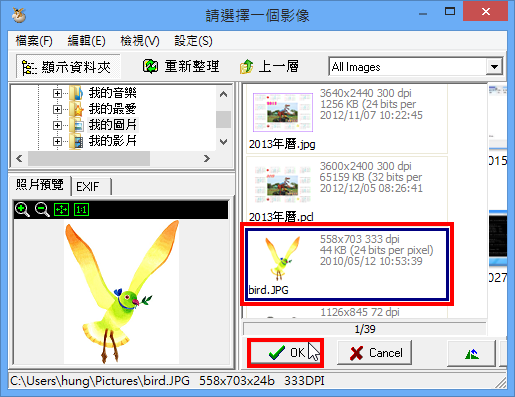 請選擇一個影像
檔案(F) 編輯(E) 檢視(V) 設定(S)
顯示資料夾 重新整理 上一層 All Images
我的音樂
我的最愛
我的圖片
我的影片
照片預覽 EXIF
1:1
3640x2440 300 dpi
1256 KB (24 bits per
2012/11/07 10:22:45
2013年曆.jpg
3600x2400 300 dpi
65159 KB (24 bits per
2012/12/05 08:26:41
2013年曆.pcl
558x703 333 dpi
44 KB (24 bits per pixel)
2010/05/12 10:53:39
bird.JPG
1126x845 72 dpi
015
027
1/39
OK Cancel
C:\Users\hung\Pictures\bird.JPG 558x703x24b 333DPI